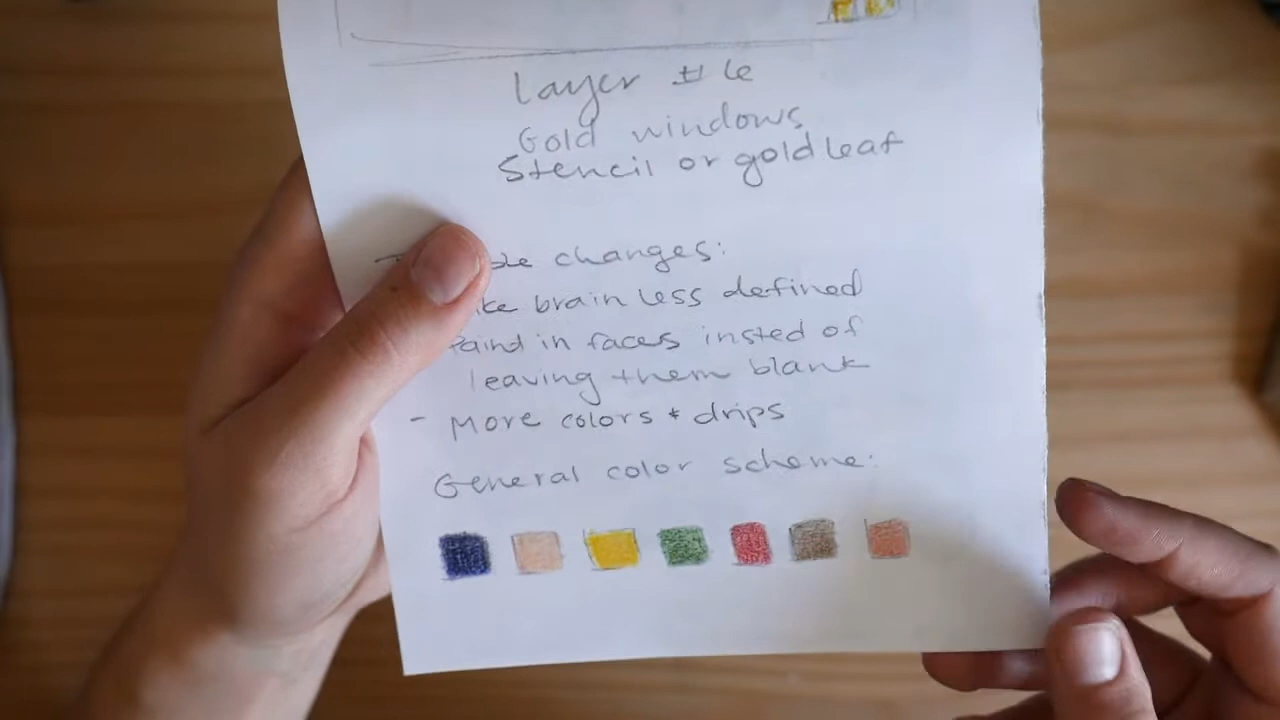 Layer #6
Gold windows
Stencil or gold leaf
changes:
brain less defined
Paint in faces insted of
leaving them blank
- More colors & drips
General color scheme: